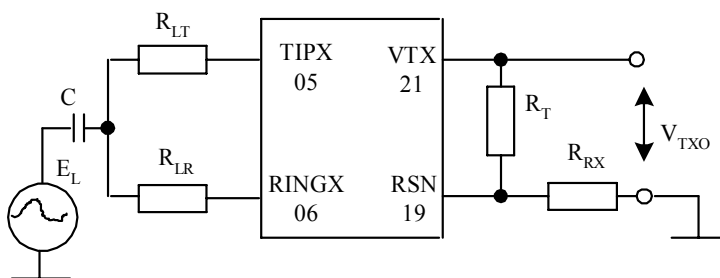 R_LT
TIPX
05
VTX
21
C
R_T
V_TXO
R_LR
R_RX
E_L
RINGX
06
RSN
19